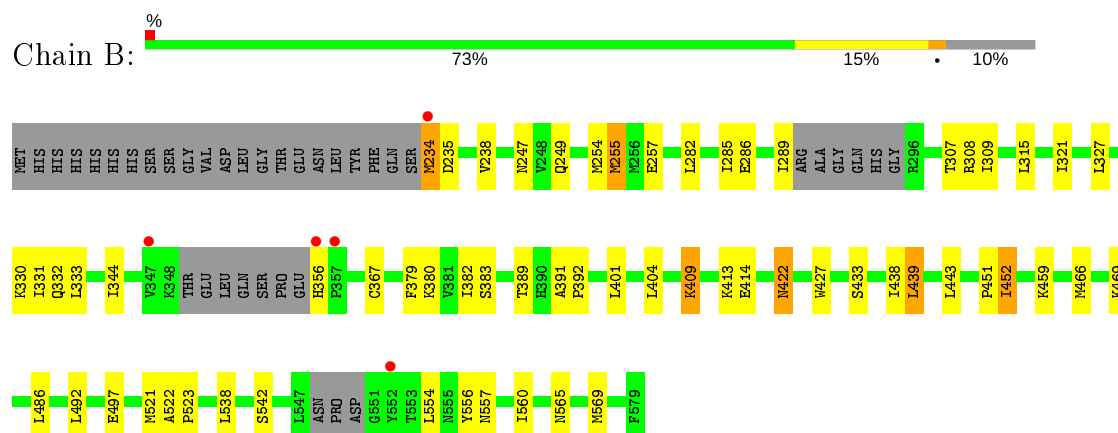 %
Chain B:
73% 15% • 10%
MET HIS HIS HIS HIS HIS HIS SER SER GLY VAL ASP LEU GLY THR GLU ASN LEU TYR PHE GLN SER M234 D235 V238 N247 V248 Q249 M254 M255 M256 E257 L282 I285 E286 I289 ARG ALA GLY GLN HIS GLY R296 T307 R308 I309 L315 I321 L327
K330 I331 Q332 L333 I344 V347 K348 THR GLU LEU GLN SER PRO GLU H356 P357 C367 F379 K380 V381 I382 S383 T389 H390 A391 P392 L401 L404 K409 K413 E414 N422 W427 S433 I438 L439 L443 P451 I452 K459 M466 K469
L486 L492 E497 M521 A522 P523 L538 S542 L547 ASN PRO ASP G551 Y552 T553 L554 N555 Y556 N557 I560 N565 M569 F579